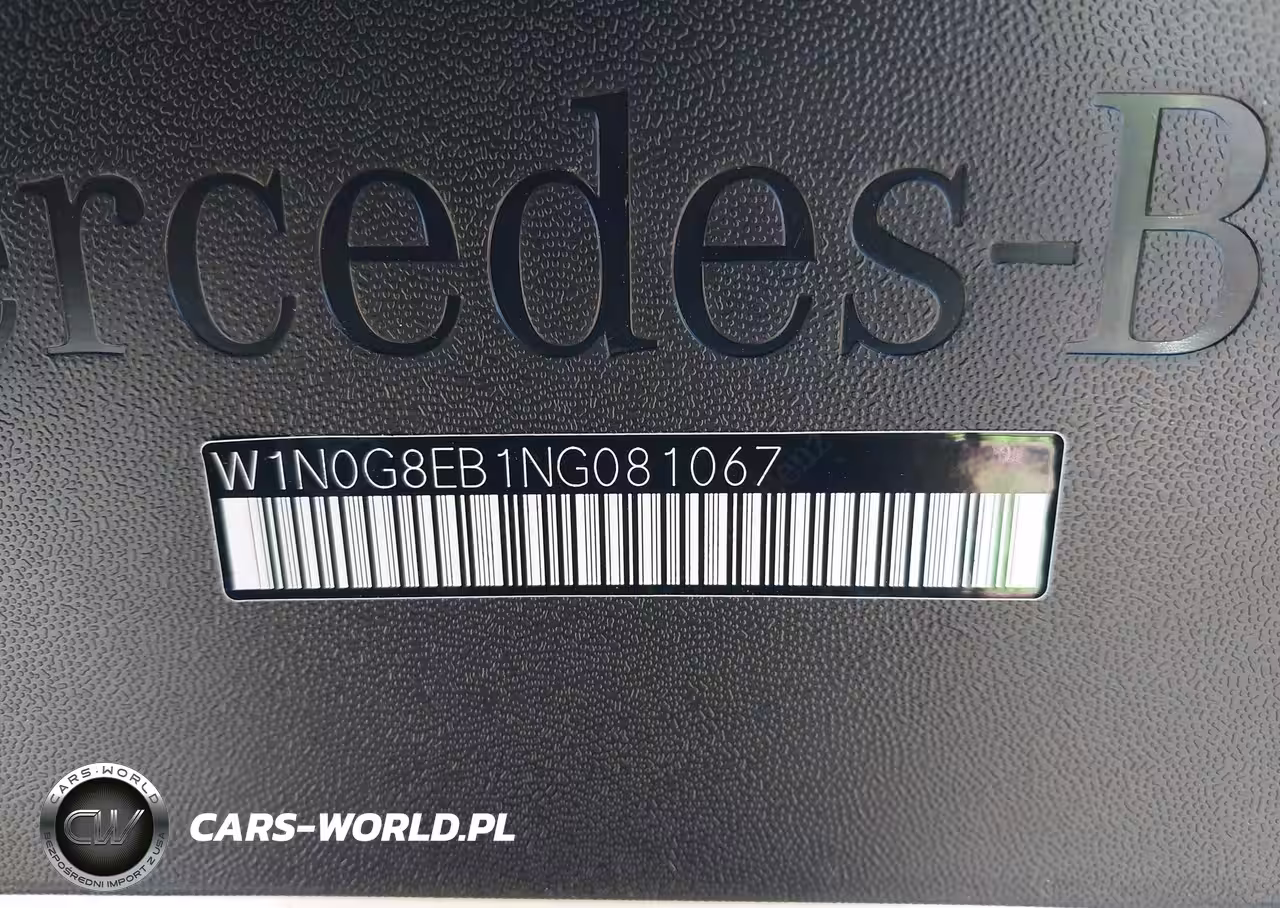 ercedes-B
W1N0G8EB1NG081067
CARS-WORLD
CW
BEZPOŚREDNI IMPORT Z USA
CARS-WORLD.PL